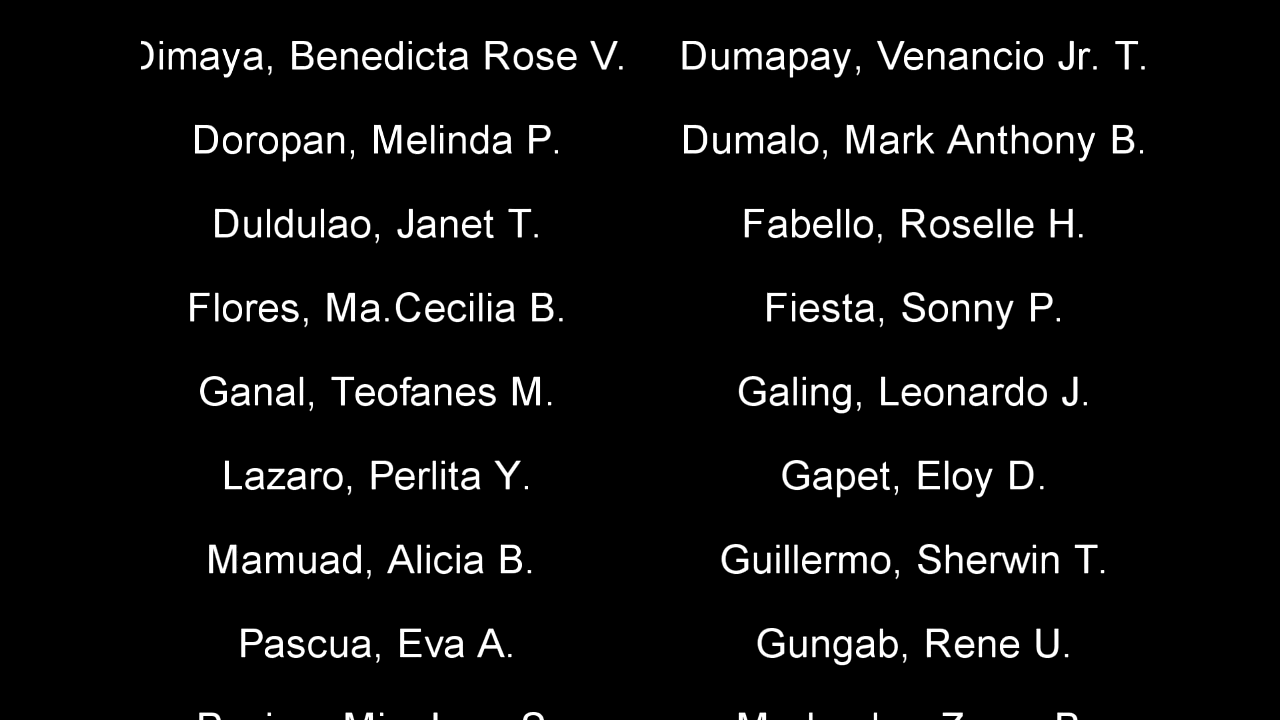 Dimaya, Benedicta Rose V.
Doropan, Melinda P.
Duldulao, Janet T.
Flores, Ma.Cecilia B.
Ganal, Teofanes M.
Lazaro, Perlita Y.
Mamuad, Alicia B.
Pascua, Eva A.
Dumapay, Venancio Jr. T.
Dumalo, Mark Anthony B.
Fabello, Roselle H.
Fiesta, Sonny P.
Galing, Leonardo J.
Gapet, Eloy D.
Guillermo, Sherwin T.
Gungab, Rene U.